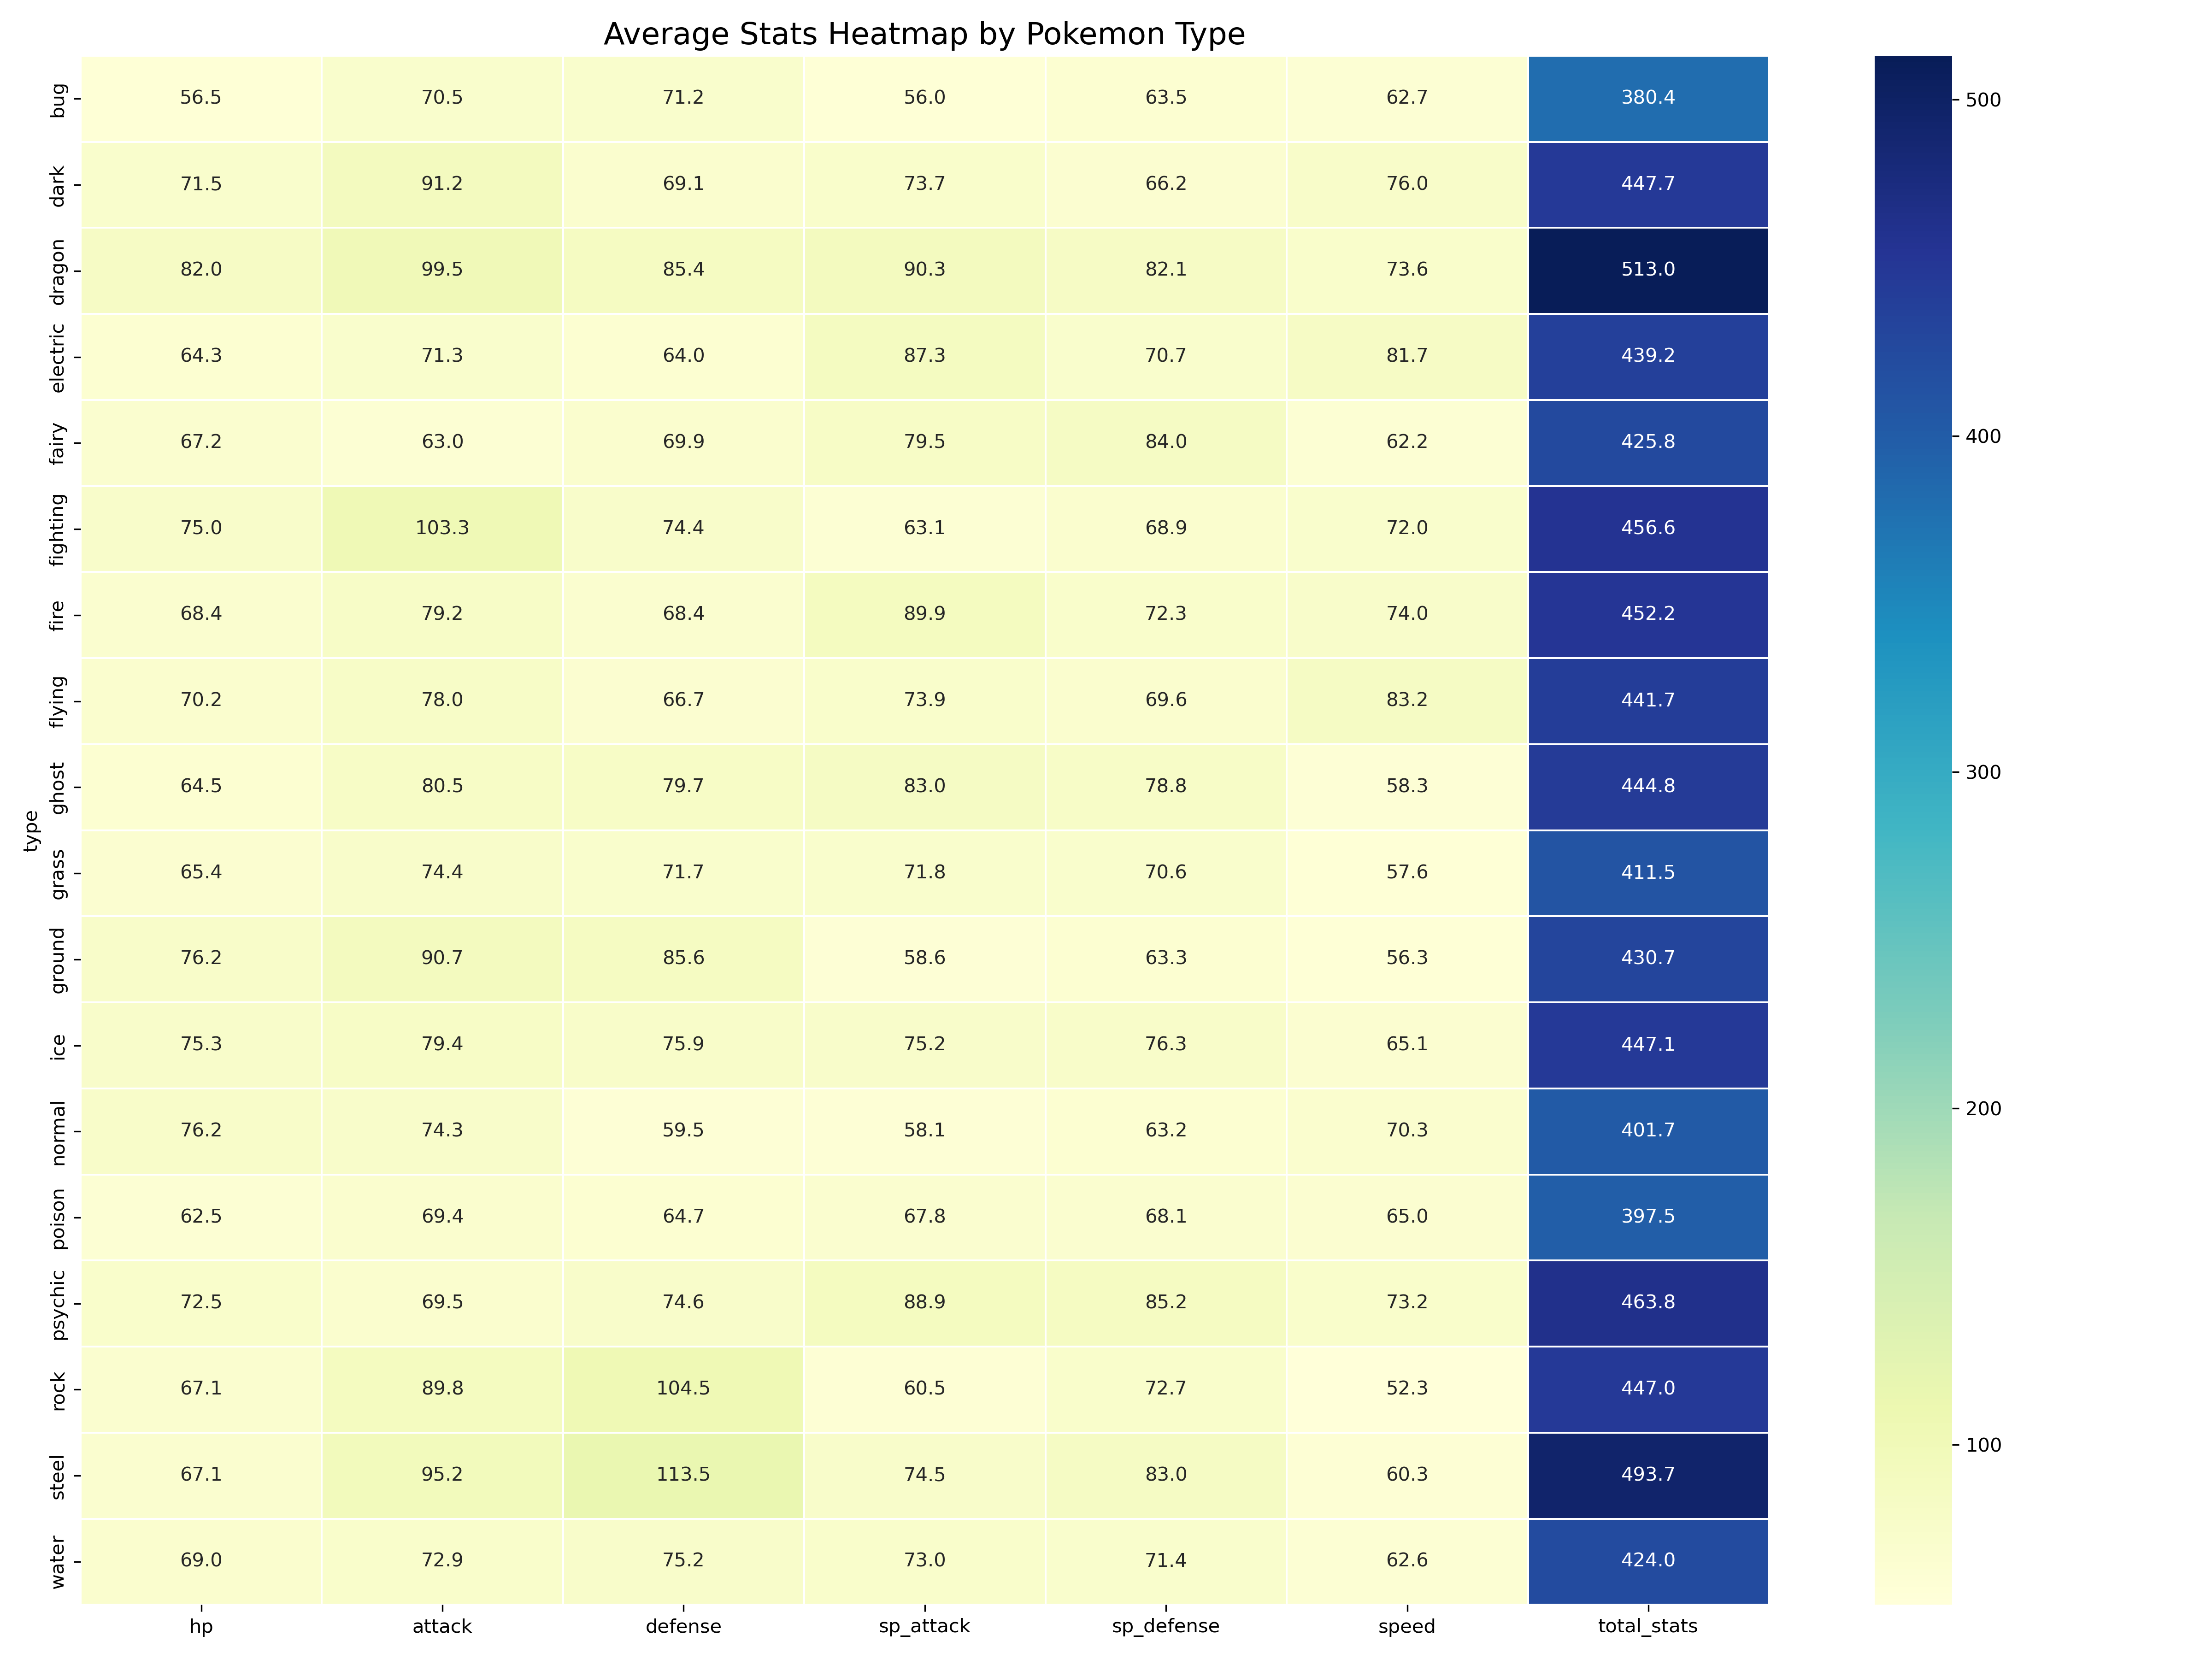 Average Stats Heatmap by Pokemon Type
type
bug 56.5 70.5 71.2 56.0 63.5 62.7 380.4
dark 71.5 91.2 69.1 73.7 66.2 76.0 447.7
dragon 82.0 99.5 85.4 90.3 82.1 73.6 513.0
electric 64.3 71.3 64.0 87.3 70.7 81.7 439.2
fairy 67.2 63.0 69.9 79.5 84.0 62.2 425.8
fighting 75.0 103.3 74.4 63.1 68.9 72.0 456.6
fire 68.4 79.2 68.4 89.9 72.3 74.0 452.2
flying 70.2 78.0 66.7 73.9 69.6 83.2 441.7
ghost 64.5 80.5 79.7 83.0 78.8 58.3 444.8
grass 65.4 74.4 71.7 71.8 70.6 57.6 411.5
ground 76.2 90.7 85.6 58.6 63.3 56.3 430.7
ice 75.3 79.4 75.9 75.2 76.3 65.1 447.1
normal 76.2 74.3 59.5 58.1 63.2 70.3 401.7
poison 62.5 69.4 64.7 67.8 68.1 65.0 397.5
psychic 72.5 69.5 74.6 88.9 85.2 73.2 463.8
rock 67.1 89.8 104.5 60.5 72.7 52.3 447.0
steel 67.1 95.2 113.5 74.5 83.0 60.3 493.7
water 69.0 72.9 75.2 73.0 71.4 62.6 424.0
hp attack defense sp_attack sp_defense speed total_stats
500
400
300
200
100